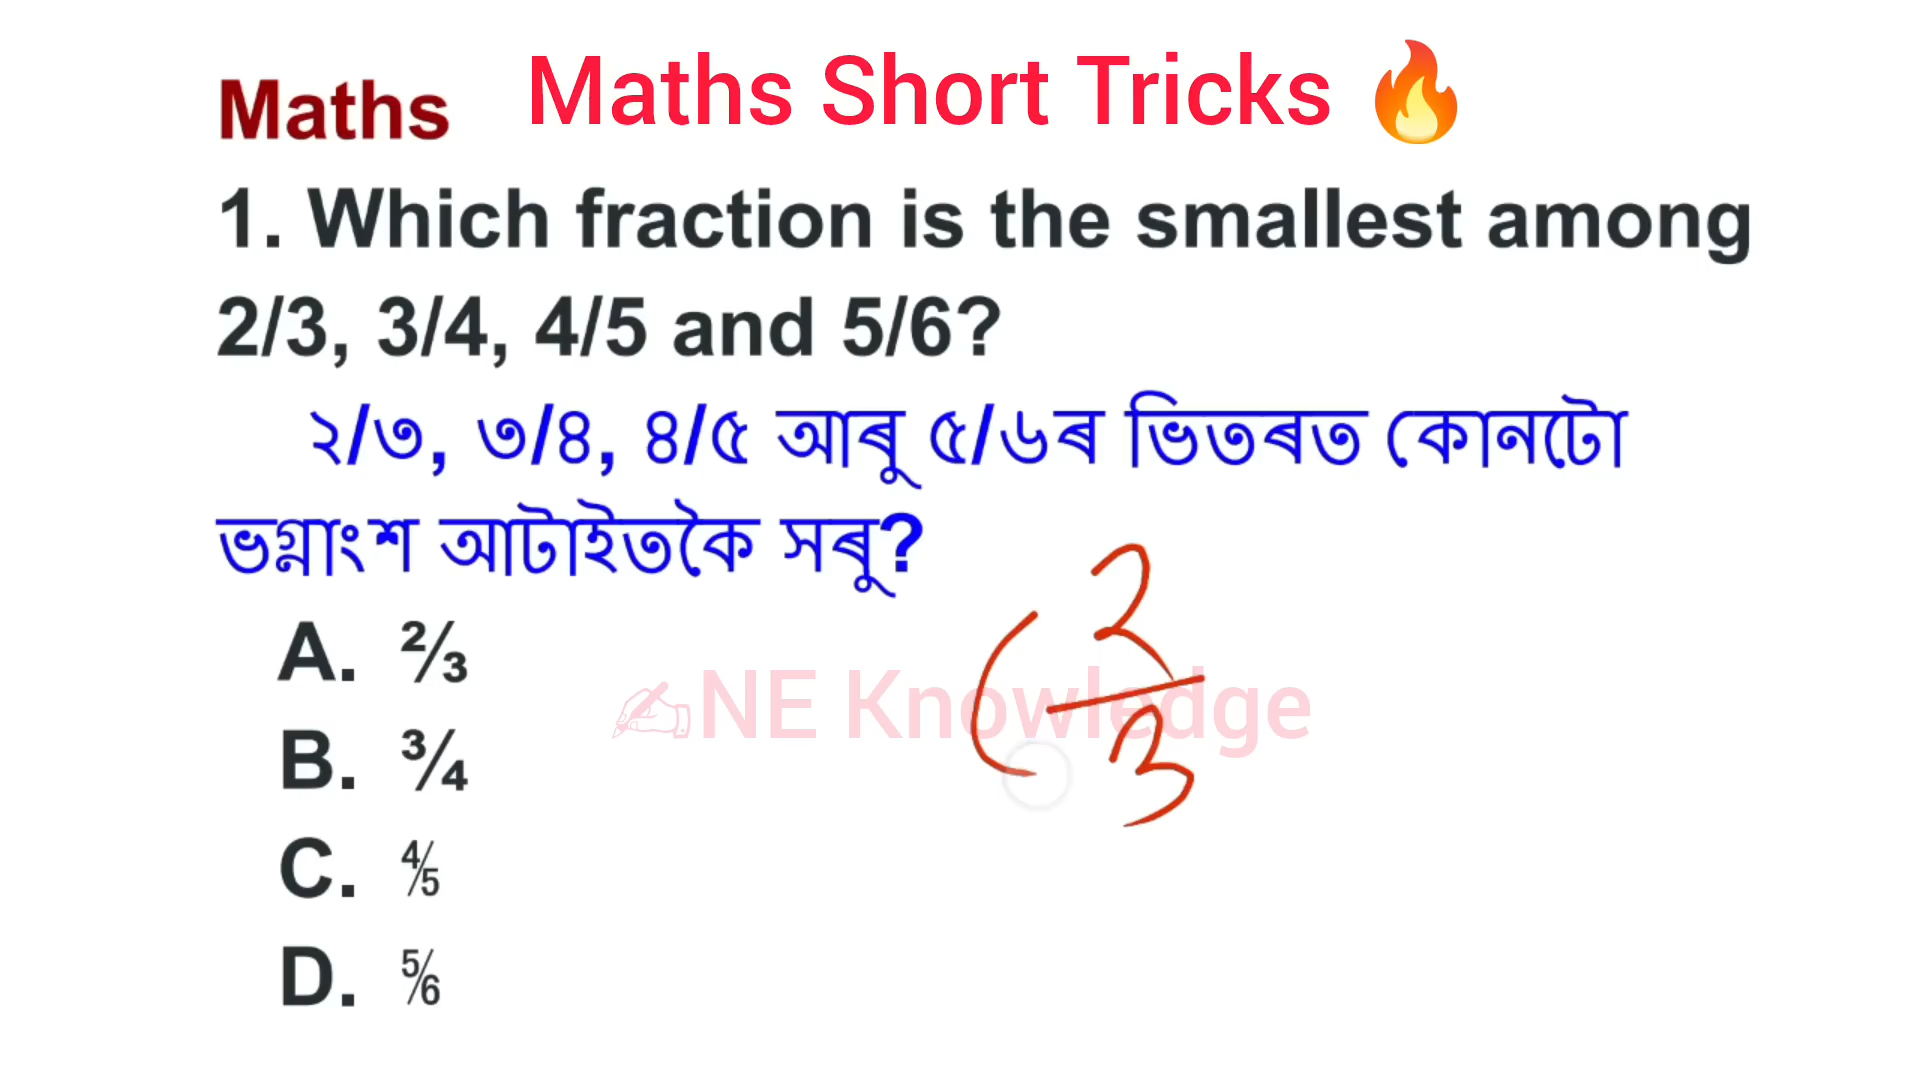 Maths Short Tricks 🔥
Maths
1. Which fraction is the smallest among
2/3, 3/4, 4/5 and 5/6?
২/৩, ৩/৪, ৪/৫ আৰু ৫/৬ৰ ভিতৰত কোনটো
ভগ্নাংশ আটাইতকৈ সৰু?
A. ⅔
B. ¾
C. ⅘
D. ⅚
(2/3
✍NE Knowledge